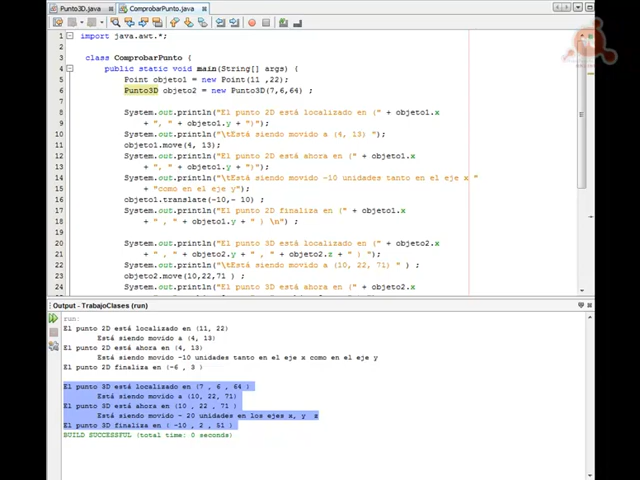 Punto3D.java
ComprobarPunto.java
1 import java.awt.*;
2
3 class ComprobarPunto {
4 public static void main(String[] args) {
5 Point objeto1 = new Point(11 ,22);
6 Punto3D objeto2 = new Punto3D(7,6,64) ;
7
8 System.out.println("El punto 2D está localizado en (" + objeto1.x
9 + ", " + objeto1.y + ")");
10 System.out.println("\tEstá siendo movido a (4, 13) ");
11 objeto1.move(4, 13);
12 System.out.println("El punto 2D está ahora en (" + objeto1.x
13 + ", " + objeto1.y + ")");
14 System.out.println("\tEstá siendo movido -10 unidades tanto en el eje x "
15 + "como en el eje y");
16 objeto1.translate(-10,- 10) ;
17 System.out.println("El punto 2D finaliza en (" + objeto1.x
18 + " , " + objeto1.y + " ) \n") ;
19
20 System.out.println("El punto 3D está localizado en (" + objeto2.x
21 + " , " + objeto2.y + " , " + objeto2.z + " ) ");
22 System.out.println("\tEstá siendo movido a (10, 22, 71) " ) ;
23 objeto2.move(10,22,71 ) ;
24 System.out.println("El punto 3D está ahora en (" + objeto2.x
Output - TrabajoClases (run)
run:
El punto 2D está localizado en (11, 22)
Está siendo movido a (4, 13)
El punto 2D está ahora en (4, 13)
Está siendo movido -10 unidades tanto en el eje x como en el eje y
El punto 2D finaliza en (-6 , 3 )
El punto 3D está localizado en (7 , 6 , 64 )
Está siendo movido a (10, 22, 71)
El punto 3D está ahora en (10 , 22 , 71 )
Está siendo movido - 20 unidades en los ejes x, y z
El punto 3D finaliza en ( -10 , 2 , 51 )
BUILD SUCCESSFUL (total time: 0 seconds)